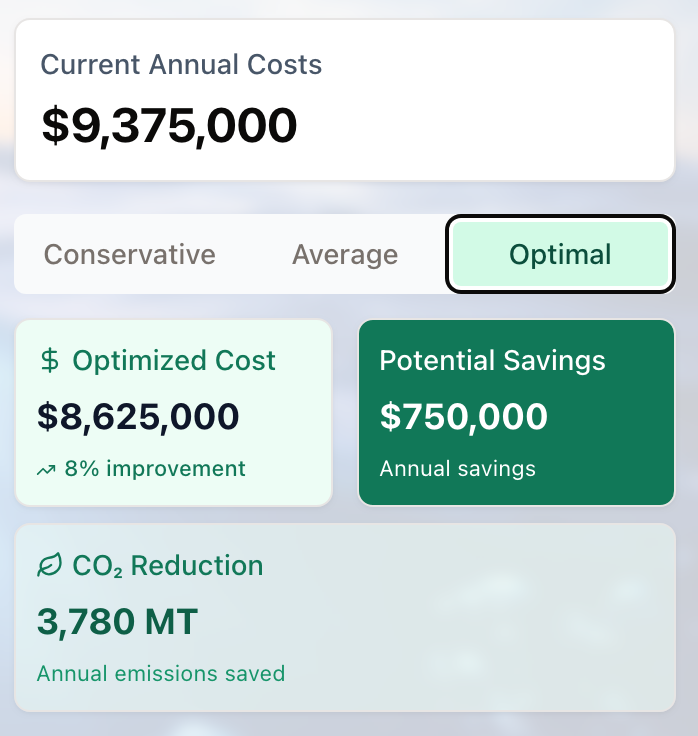 Current Annual Costs
$9,375,000
Conservative Average Optimal
$ Optimized Cost
$8,625,000
8% improvement
Potential Savings
$750,000
Annual savings
CO₂ Reduction
3,780 MT
Annual emissions saved